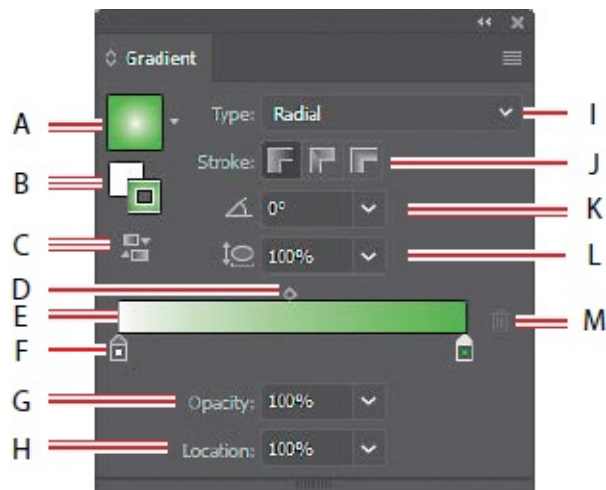 Gradient
A
Type: Radial
I
B
Stroke:
J
0°
K
C
100%
L
D
E
M
F
G
Opacity: 100%
H
Location: 100%